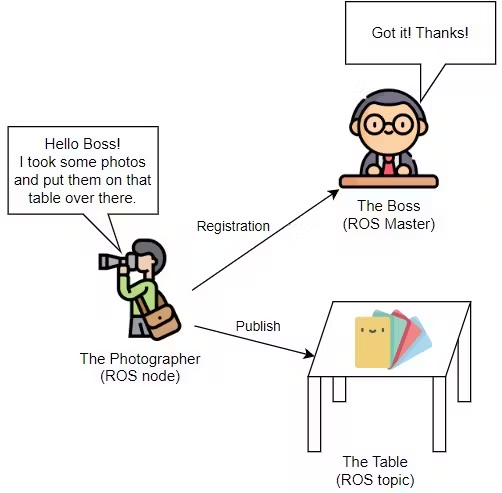 Got it! Thanks!
Hello Boss!
I took some photos
and put them on that
table over there.
The Boss
(ROS Master)
Registration
Publish
The Photographer
(ROS node)
The Table
(ROS topic)